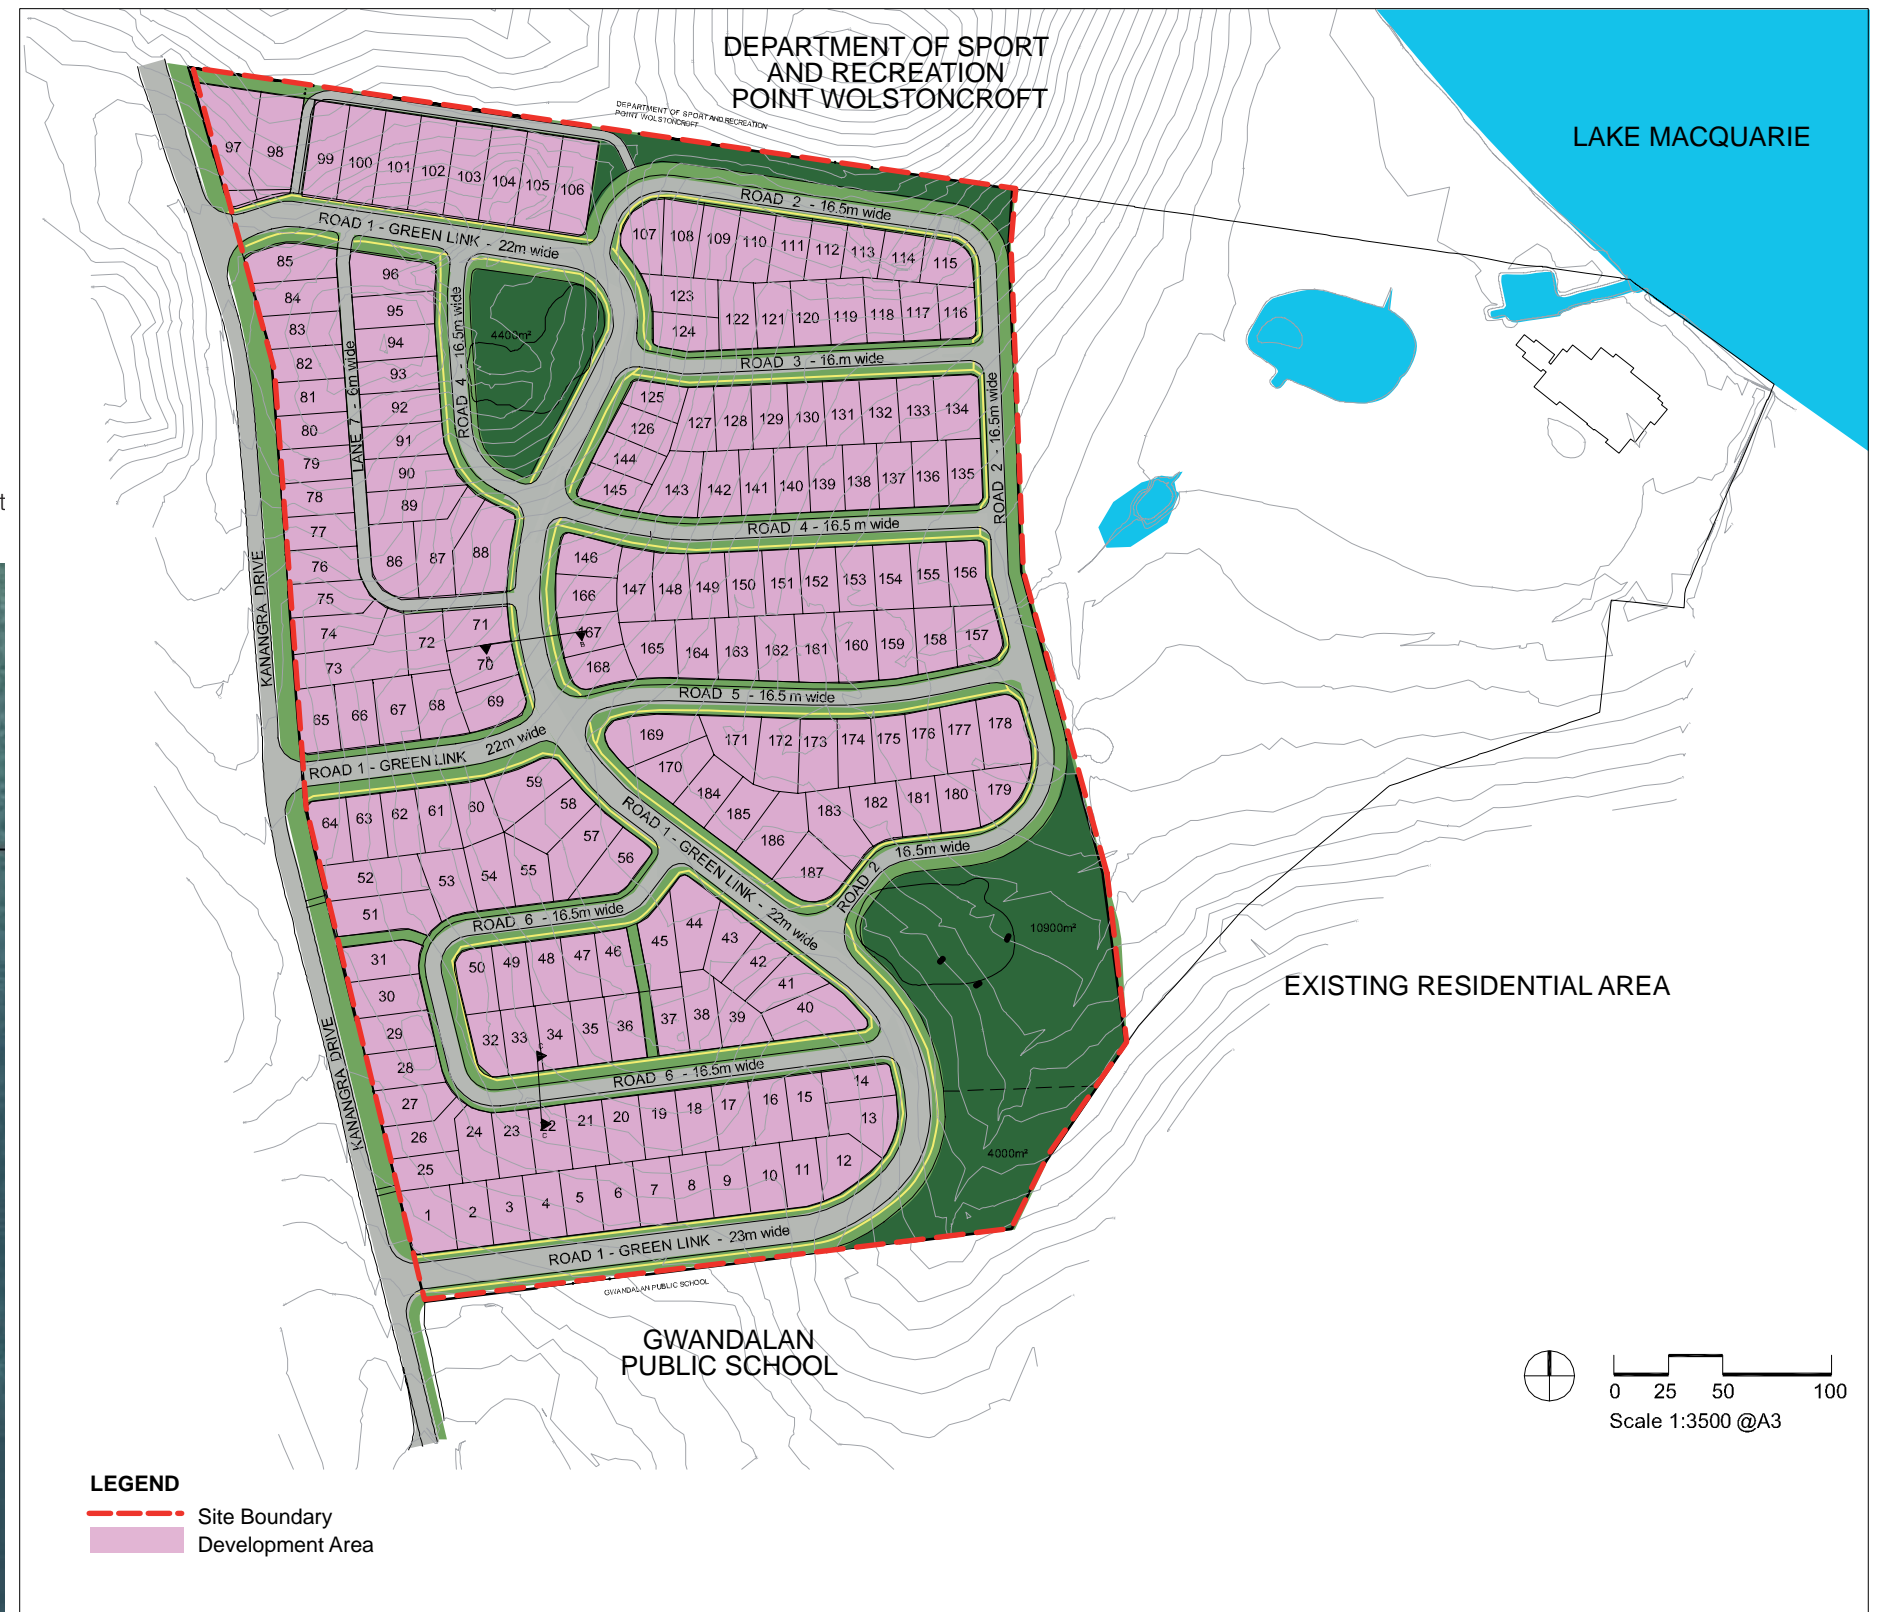 DEPARTMENT OF SPORT
AND RECREATION
POINT WOLSTONCROFT
DEPARTMENT OF SPORT AND RECREATION
POINT WOLSTONCROFT
LAKE MACQUARIE
97 98 99 100 101 102 103 104 105 106
ROAD 1 - GREEN LINK - 22m wide
ROAD 2 - 16.5m wide
107 108 109 110 111 112 113 114 115
123
124 122 121 120 119 118 117 116
ROAD 3 - 16.m wide
85
84
83
82
81
80
79
78
77
76
75
74
73
LANE 7 - 6m wide
96
95
94
93
92
91
90
89
86 87 88
ROAD 4 - 16.5m wide
4400m²
125
126
144
145
127 128 129 130 131 132 133 134
143 142 141 140 139 138 137 136 135
ROAD 2 - 16.5m wide
ROAD 4 - 16.5 m wide
t
KANANGRA DRIVE
146
166
167
168
B
147 148 149 150 151 152 153 154 155 156
165 164 163 162 161 160 159 158 157
ROAD 5 - 16.5 m wide
72 71
70
69
65 66 67 68
ROAD 1 - GREEN LINK 22m wide
169
170
171 172 173 174 175 176 177 178
184
185
186
187
183 182 181 180 179
16.5m wide
ROAD 2
ROAD 1 - GREEN LINK - 22m wide
64 63 62 61 60 59
58
57
56
52 53 54 55
51
ROAD 6 - 16.5m wide
10900m²
EXISTING RESIDENTIAL AREA
31
30
29
28
27
26
25
50 49 48 47 46 45 44 43
42
41
40
32 33 34 35 36 37 38 39
C
ROAD 6 - 16.5m wide
KANANGRA DRIVE
24 23 22 21 20 19 18 17 16 15 14
13
C
4000m²
1 2 3 4 5 6 7 8 9 10 11 12
ROAD 1 - GREEN LINK - 23m wide
GWANDALAN PUBLIC SCHOOL
GWANDALAN
PUBLIC SCHOOL
0 25 50 100
Scale 1:3500 @A3
LEGEND
Site Boundary
Development Area